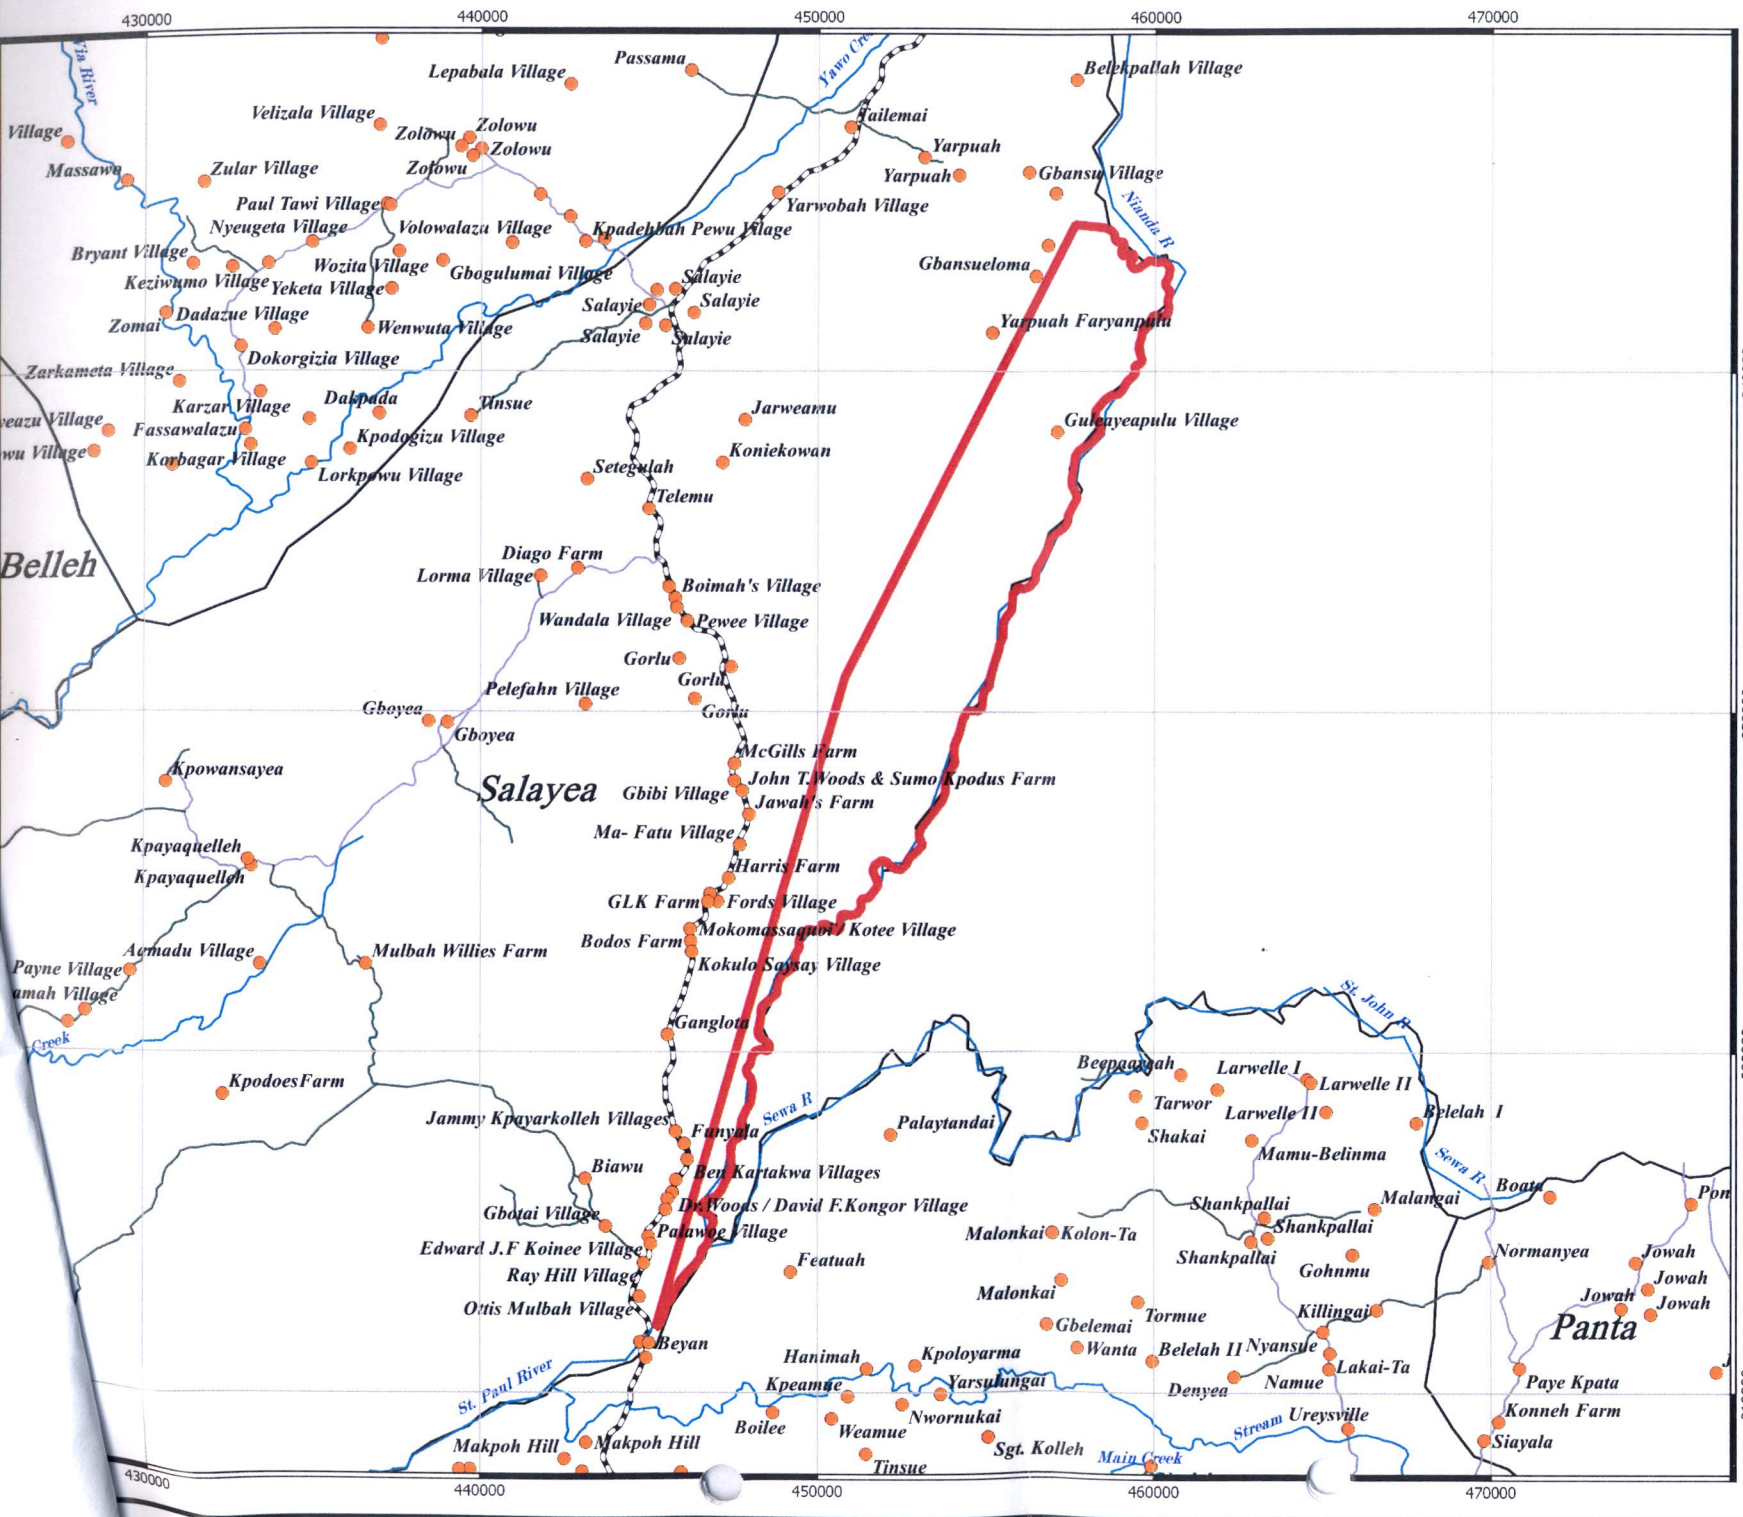 430000
440000
450000
460000
470000
Via River
Lepabala Village
Passama
Belekpallah Village
Velizala Village
Zolowu
Zolowu
Tailemai
Village
Zolowu
Zolowu
Yarpuah
Massawo
Zular Village
Yarpuah
Gbansu Village
Paul Tawi Village
Yarwobah Village
Nianda R
Nyeugeta Village
Volowalazu Village
Kpadehbah Pewu Vilage
Bryant Village
Wozita Village
Gbogulumai Village
Gbansueloma
Keziwumo Village
Yeketa Village
Salayie
Salayie
Salayie
Zomai
Dadazue Village
Wenwuta Village
Salayie
Salayie
Yarpuah Faryanpulu
Dokorgizia Village
Zarkameta Village
Karzar Village
Dakpada
Tinsue
Jarweamu
Guleayeapulu Village
veazu Village
Fassawalazu
Kpodogizu Village
wu Village
Korbagar Village
Lorkpowu Village
Setegulah
Koniekowan
Telemu
Belleh
Diago Farm
Lorma Village
Boimah's Village
Wandala Village
Pewee Village
Gorlu
Gorlu
Pelefahn Village
Gorlu
Gboyea
Gboyea
McGills Farm
Kpowansayea
Salayea
John T.Woods & Sumo Kpodus Farm
Gbibi Village
Jawah's Farm
Ma- Fatu Village
Kpayaquelleh
Harris Farm
Kpayaquelleh
GLK Farm
Fords Village
Mokomassaquoi / Kotee Village
Bodos Farm
Aamadu Village
Mulbah Willies Farm
Kokulo Saysay Village
Payne Village
amah Village
Ganglota
St. John R
Creek
KpodoesFarm
Larwelle I
Larwelle II
Tarwor
Larwelle II
Belelah I
Sewa R
Jammy Kpayarkolleh Villages
Funyala
Palaytandai
Shakai
Mamu-Belinma
Biawu
Ben Kartakwa Villages
Sewa R
Boata
Pon
Gbotai Village
Dr.Woods / David F.Kongor Village
Shankpallai
Malangai
Palawoe Village
Malonkai
Kolon-Ta
Shankpallai
Edward J.F Koinee Village
Featuah
Shankpallai
Normanyea
Jowah
Ray Hill Village
Gohnmu
Jowah
Malonkai
Ottis Mulbah Village
Tormue
Killingai
Jowah
Jowah
Gbelemai
Panta
Beyan
Hanimah
Kpoloyarma
Wanta
Belelah II
Nyansue
Lakai-Ta
St. Paul River
Kpeamue
Yarsulungai
Denyea
Namue
Paye Kpata
Boilee
Weamue
Nwornukai
Stream
Ureysville
Konneh Farm
Makpoh Hill
Makpoh Hill
Sgt. Kolleh
Main Creek
Siayala
Tinsue
430000
440000
450000
460000
470000